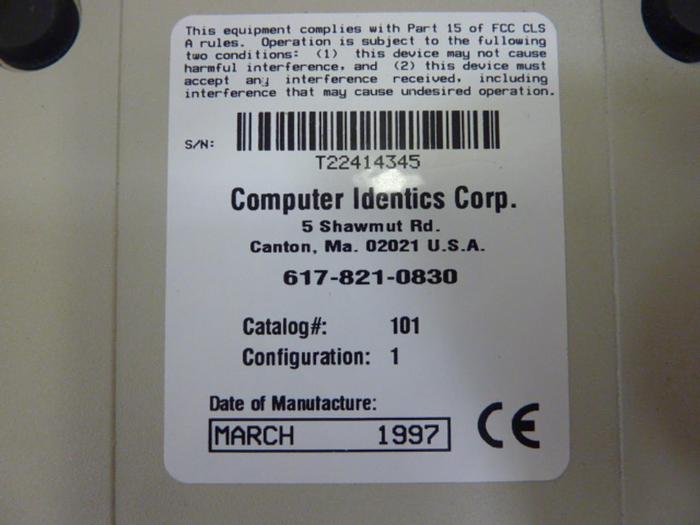 This equipment complies with Part 15 of FCC CLS
A rules. Operation is subject to the following
two conditions: (1) this device may not cause
harmful interference, and (2) this device must
accept any interference received, including
interference that may cause undesired operation.
S/N:
T22414345
Computer Identics Corp.
5 Shawmut Rd.
Canton, Ma. 02021 U.S.A.
617-821-0830
Catalog#: 101
Configuration: 1
Date of Manufacture:
MARCH 1997
CE